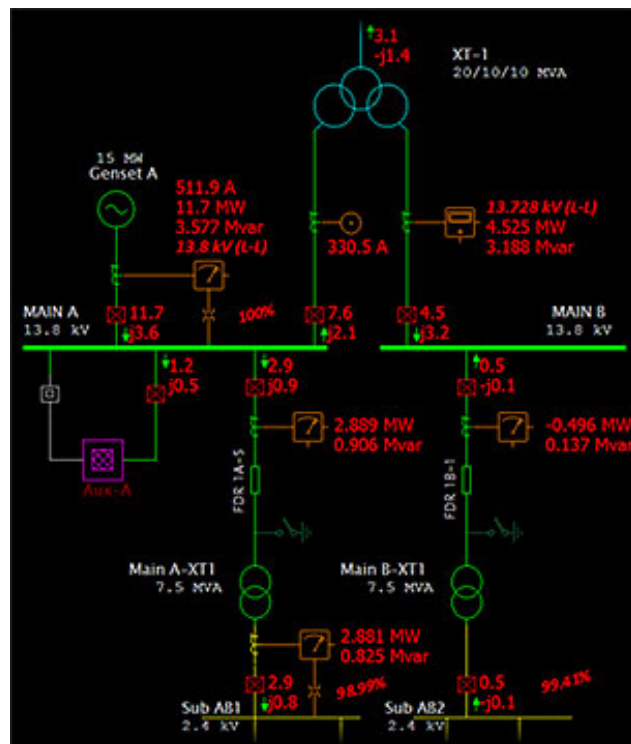 3.1
-j1.4
XT-1
20/10/10 MVA
15 MW
Genset A
511.9 A
11.7 MW
3.577 Mvar
13.8 kV (L-L)
330.5 A
13.728 kV (L-L)
4.525 MW
3.188 Mvar
MAIN A
13.8 kV
11.7
j3.6
100%
7.6
j2.1
4.5
j3.2
MAIN B
13.8 kV
1.2
j0.5
2.9
j0.9
0.5
-j0.1
2.889 MW
0.906 Mvar
-0.496 MW
0.137 Mvar
Aux-A
FDR 1A-S
FDR 1B-1
Main A-XT1
7.5 MVA
Main B-XT1
7.5 MVA
2.881 MW
0.825 Mvar
2.9
j0.8
98.99%
0.5
-j0.1
99.41%
Sub AB1
2.4 kV
Sub AB2
2.4 kV